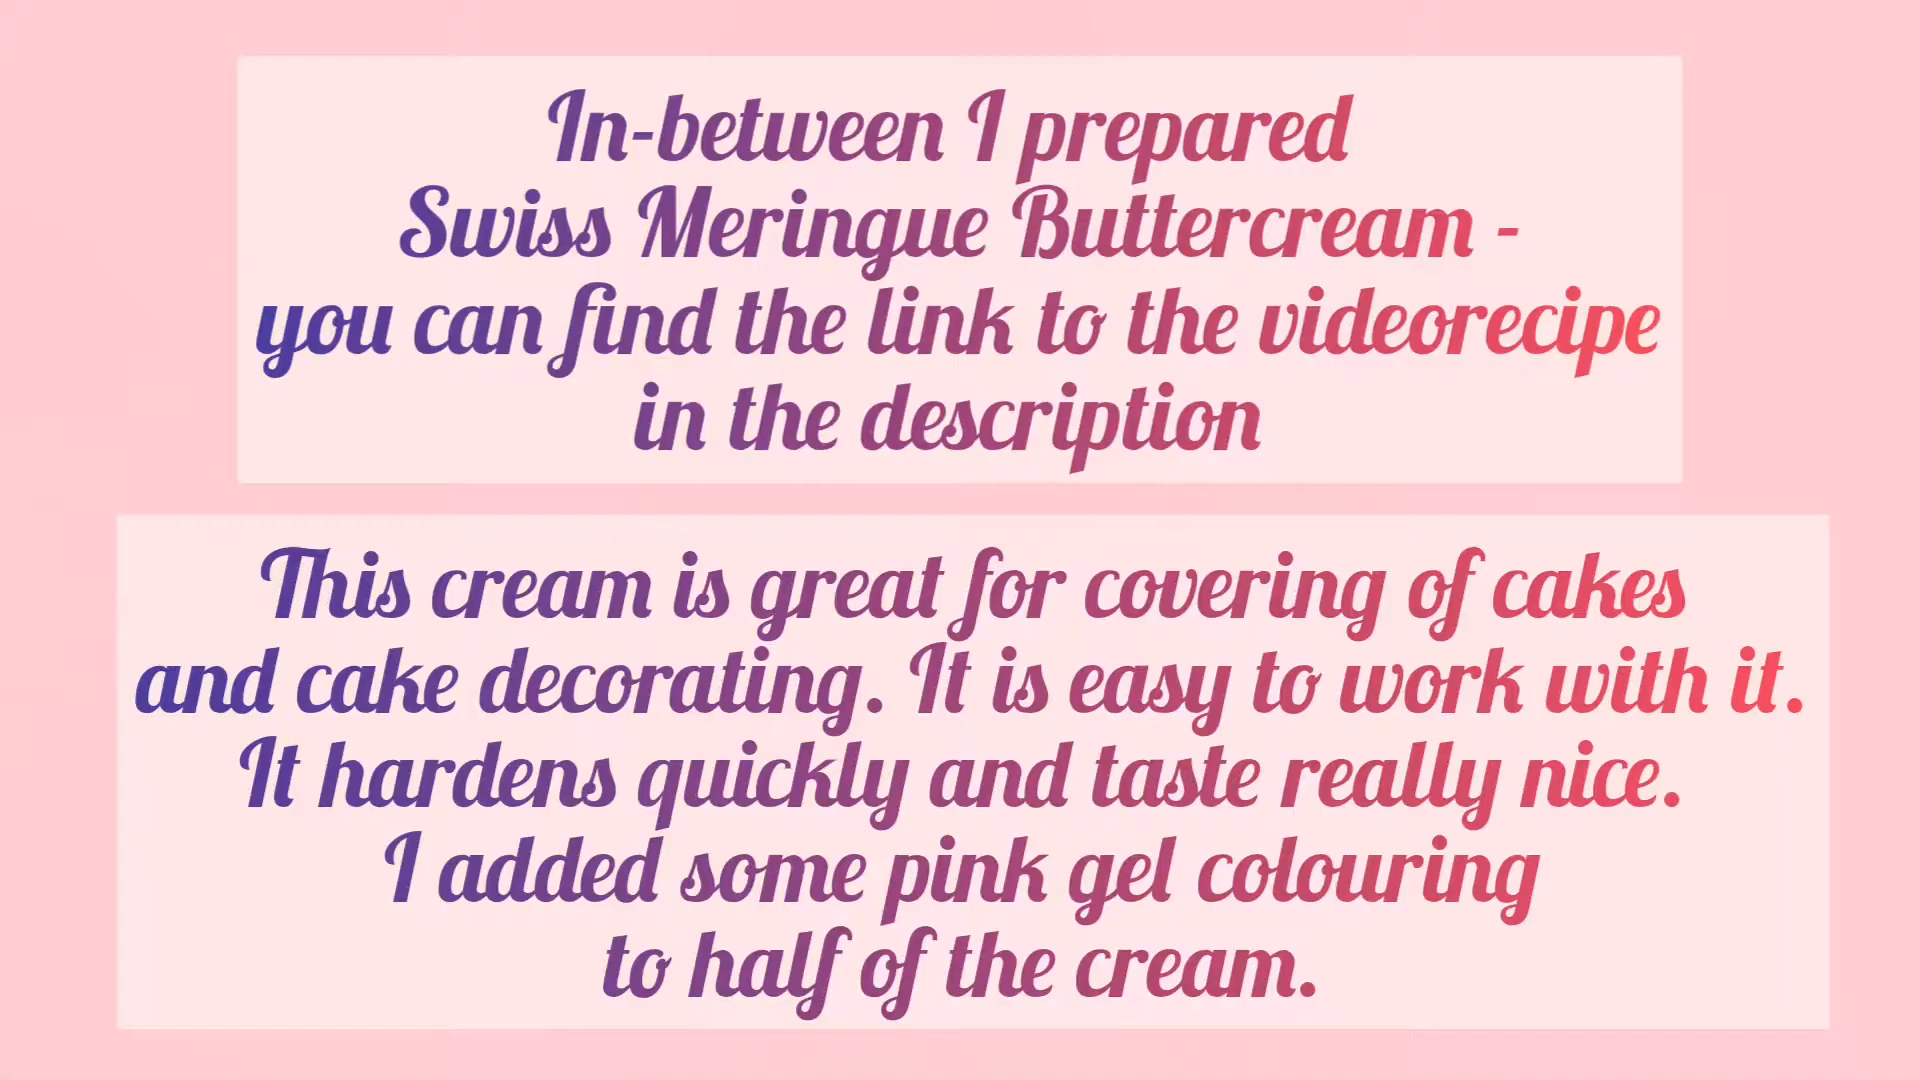 In-between I prepared
Swiss Meringue Buttercream -
you can find the link to the videorecipe
in the description
This cream is great for covering of cakes
and cake decorating. It is easy to work with it.
It hardens quickly and taste really nice.
I added some pink gel colouring
to half of the cream.